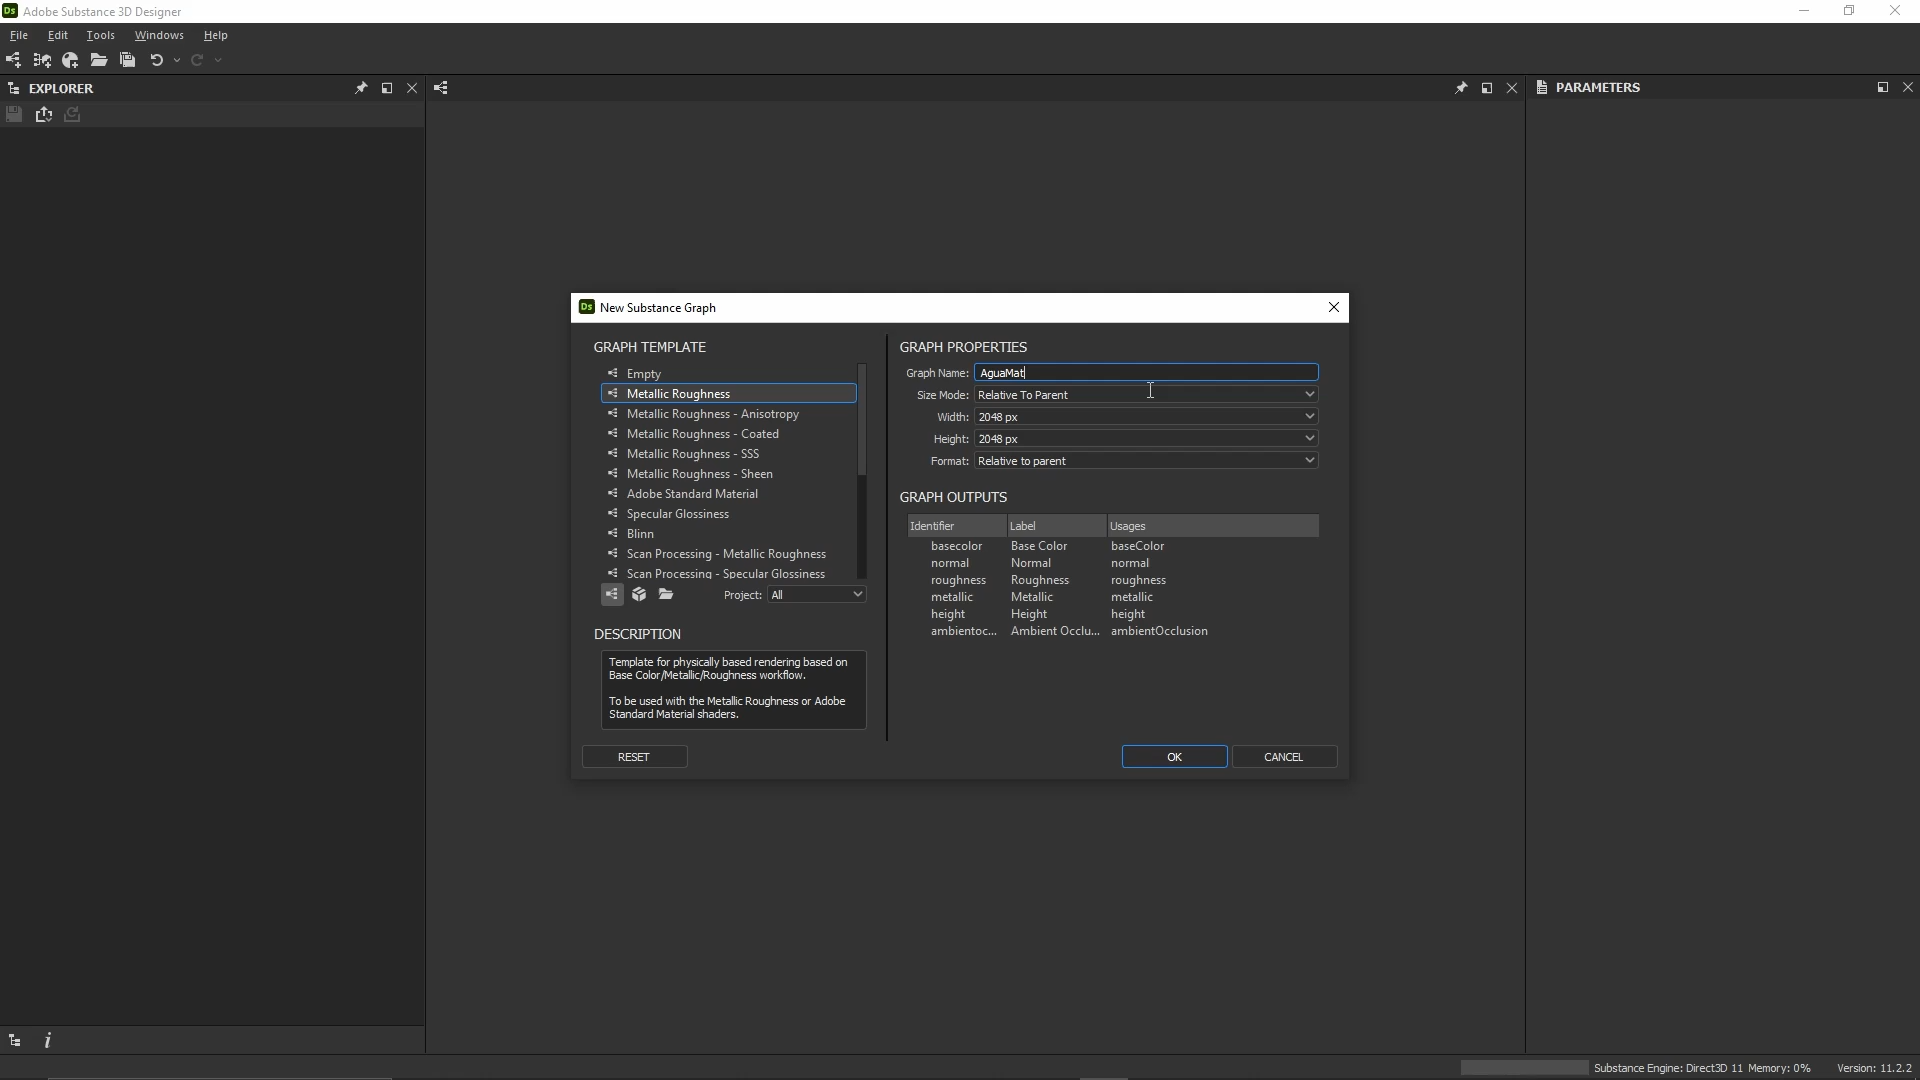 Ds Adobe Substance 3D Designer
File Edit Tools Windows Help
EXPLORER
PARAMETERS
Ds New Substance Graph
GRAPH TEMPLATE
Empty
Metallic Roughness
Metallic Roughness - Anisotropy
Metallic Roughness - Coated
Metallic Roughness - SSS
Metallic Roughness - Sheen
Adobe Standard Material
Specular Glossiness
Blinn
Scan Processing - Metallic Roughness
Scan Processing - Specular Glossiness
Project: All
DESCRIPTION
Template for physically based rendering based on
Base Color/Metallic/Roughness workflow.
To be used with the Metallic Roughness or Adobe
Standard Material shaders.
RESET
GRAPH PROPERTIES
Graph Name: AguaMat
Size Mode: Relative To Parent
Width: 2048 px
Height: 2048 px
Format: Relative to parent
GRAPH OUTPUTS
Identifier Label Usages
basecolor Base Color baseColor
normal Normal normal
roughness Roughness roughness
metallic Metallic metallic
height Height height
ambientoc... Ambient Occlu... ambientOcclusion
OK CANCEL
Substance Engine: Direct3D 11 Memory: 0% Version: 11.2.2